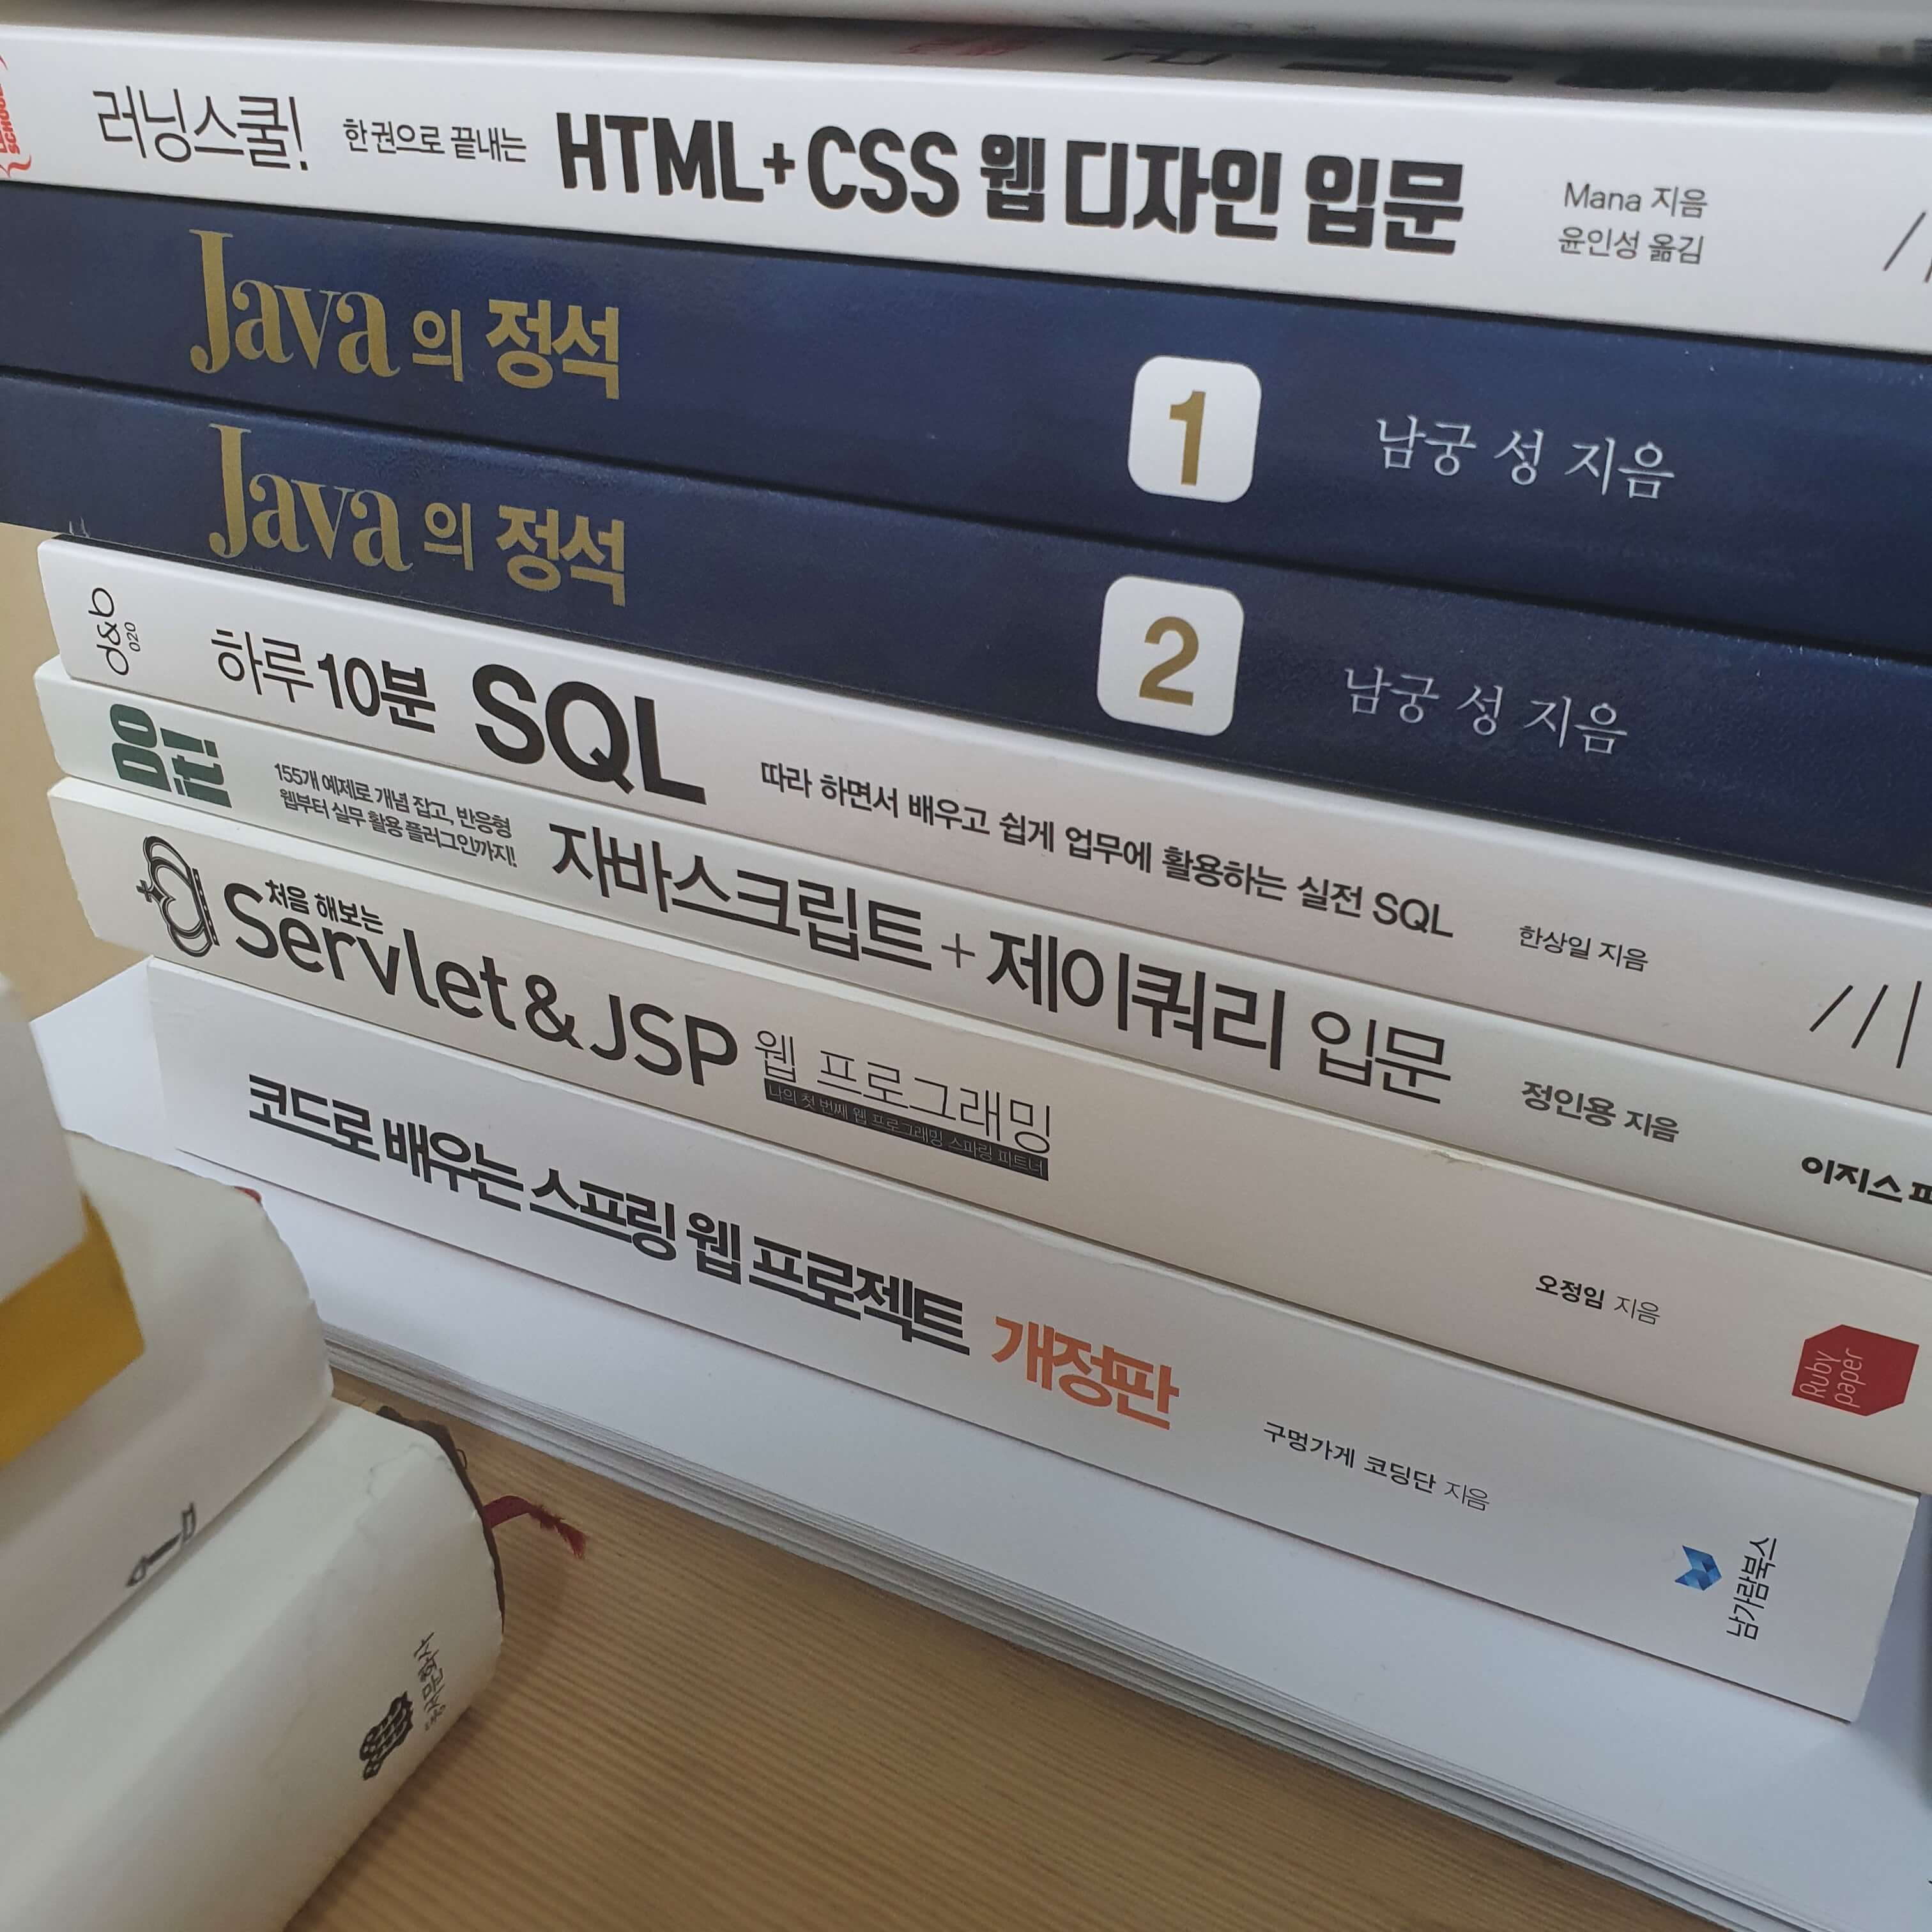 러닝스쿨! 한 권으로 끝내는 HTML+CSS 웹 디자인 입문
Mana 지음
윤인성 옮김
Java의 정석 1 남궁 성 지음
Java의 정석 2 남궁 성 지음
d&b
020
하루 10분 SQL 따라 하면서 배우고 쉽게 업무에 활용하는 실전 SQL 한상일 지음
Do it!
155개 예제로 개념 잡고, 반응형
웹부터 실무 활용 플러그인까지!
자바스크립트 + 제이쿼리 입문 정인용 지음 이지스
처음 해보는
Servlet & JSP 웹 프로그래밍
나의 첫 번째 웹 프로그래밍 스파링 파트너
오정임 지음
Ruby
paper
코드로 배우는 스프링 웹 프로젝트 개정판 구멍가게 코딩단 지음
남가람북스